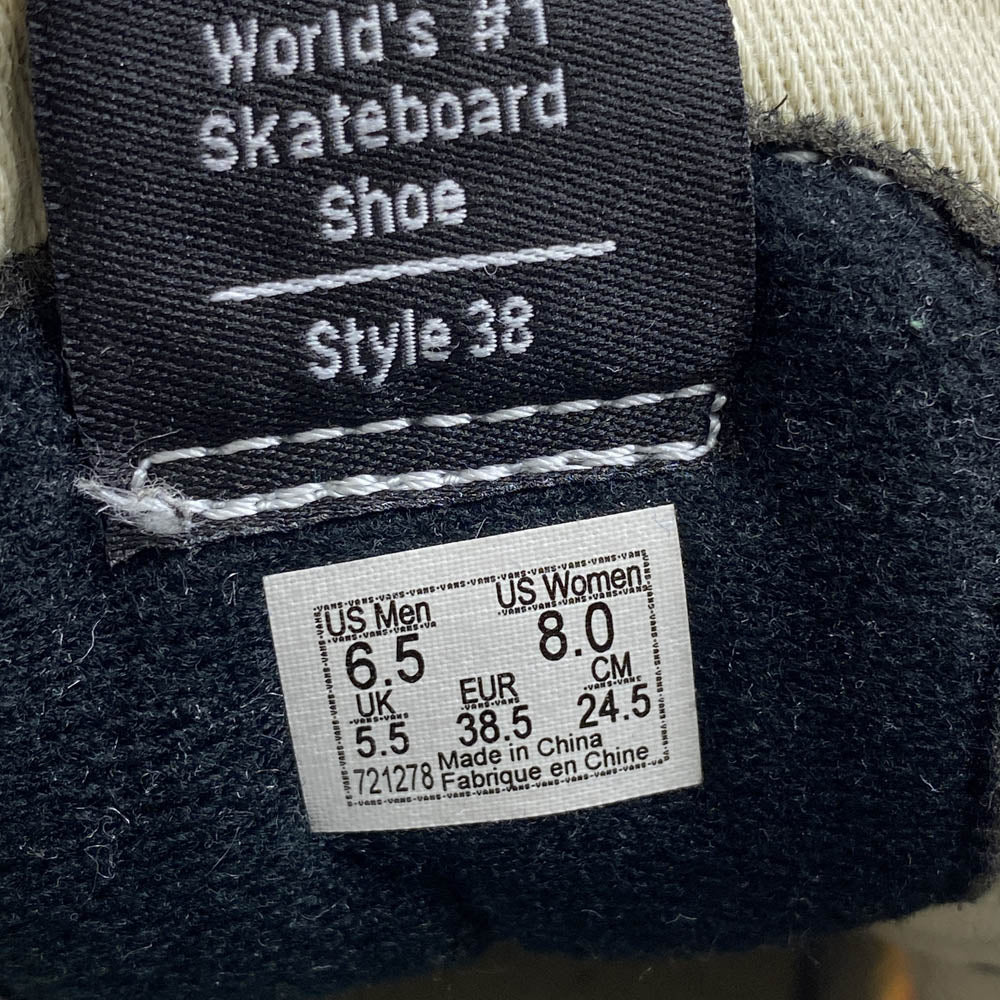 World's #1
Skateboard
Shoe
Style 38
US Men US Women
6.5 8.0
UK EUR CM
5.5 38.5 24.5
721278 Made in China
Fabrique en Chine